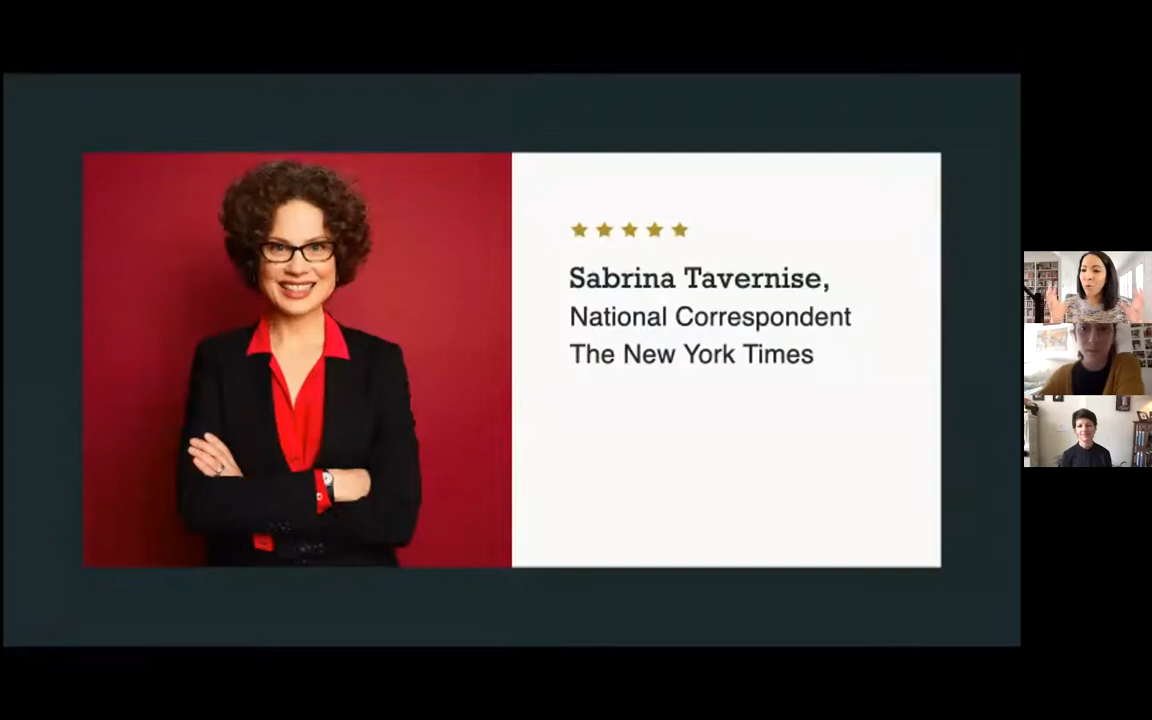 Sabrina Tavernise,
National Correspondent
The New York Times